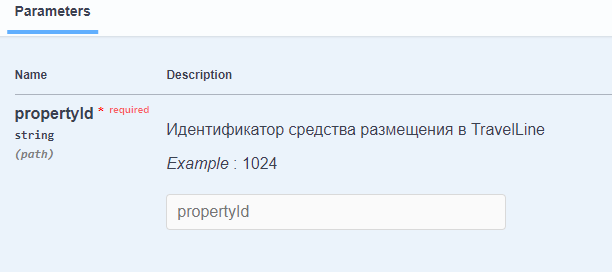 Parameters
Name Description
propertyId * required
string
(path)
Идентификатор средства размещения в TravelLine
Example : 1024
propertyId